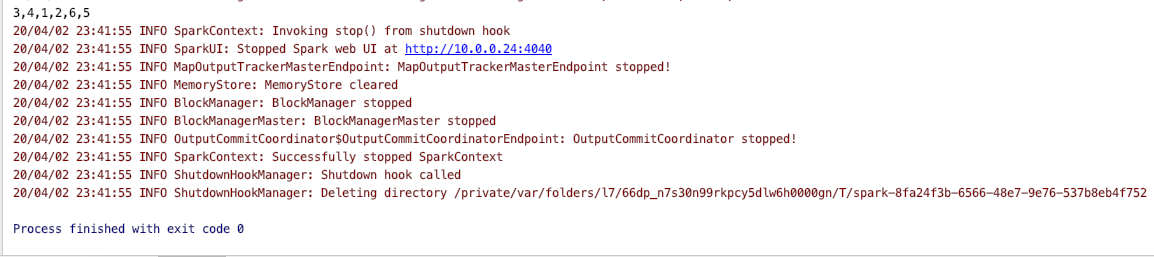 3,4,1,2,6,5
20/04/02 23:41:55 INFO SparkContext: Invoking stop() from shutdown hook
20/04/02 23:41:55 INFO SparkUI: Stopped Spark web UI at http://10.0.0.24:4040
20/04/02 23:41:55 INFO MapOutputTrackerMasterEndpoint: MapOutputTrackerMasterEndpoint stopped!
20/04/02 23:41:55 INFO MemoryStore: MemoryStore cleared
20/04/02 23:41:55 INFO BlockManager: BlockManager stopped
20/04/02 23:41:55 INFO BlockManagerMaster: BlockManagerMaster stopped
20/04/02 23:41:55 INFO OutputCommitCoordinator$OutputCommitCoordinatorEndpoint: OutputCommitCoordinator stopped!
20/04/02 23:41:55 INFO SparkContext: Successfully stopped SparkContext
20/04/02 23:41:55 INFO ShutdownHookManager: Shutdown hook called
20/04/02 23:41:55 INFO ShutdownHookManager: Deleting directory /private/var/folders/l7/66dp_n7s30n99rkpcy5dlw6h0000gn/T/spark-8fa24f3b-6566-48e7-9e76-537b8eb4f752
Process finished with exit code 0